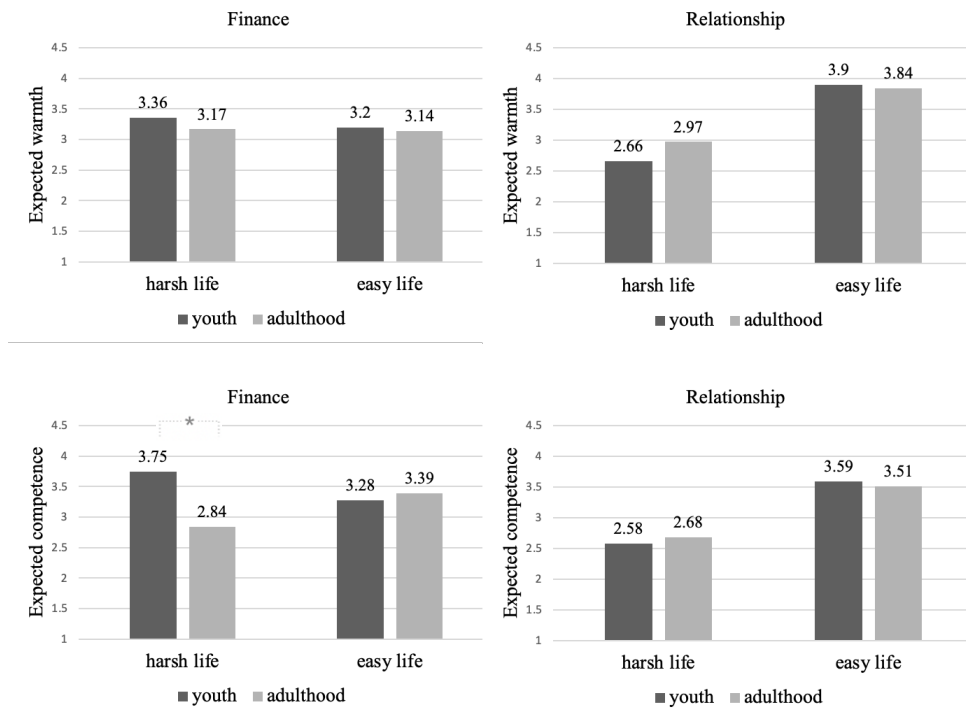 Finance
Expected warmth
4.5
4
3.5
3
2.5
2
1.5
1
3.36
3.17
3.2
3.14
harsh life
easy life
youth adulthood
Relationship
Expected warmth
4.5
4
3.5
3
2.5
2
1.5
1
2.66
2.97
3.9
3.84
harsh life
easy life
youth adulthood
Finance
Expected competence
4.5
4
3.5
3
2.5
2
1.5
1
*
3.75
2.84
3.28
3.39
harsh life
easy life
youth adulthood
Relationship
Expected competence
4.5
4
3.5
3
2.5
2
1.5
1
2.58
2.68
3.59
3.51
harsh life
easy life
youth adulthood